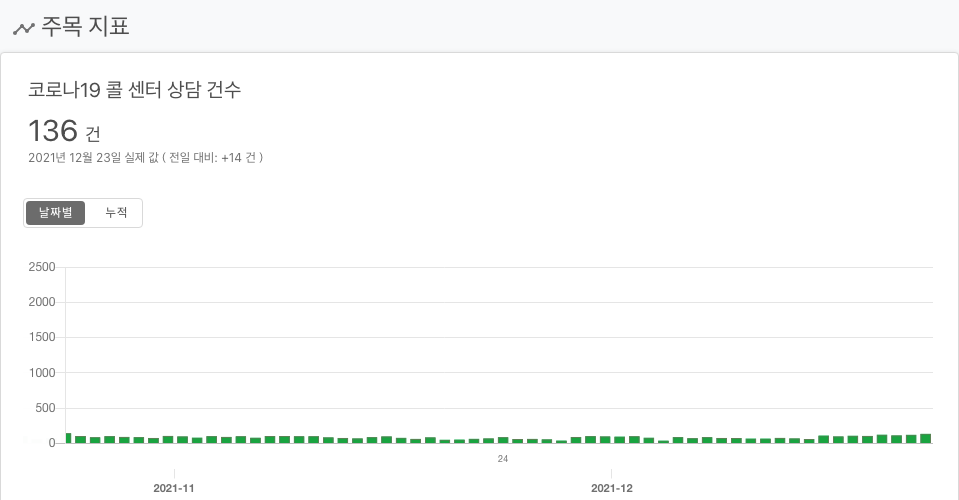 주목 지표
코로나19 콜 센터 상담 건수
136 건
2021년 12월 23일 실제 값 ( 전일 대비: +14 건 )
날짜별 누적
2500
2000
1500
1000
500
0
24
2021-11 2021-12